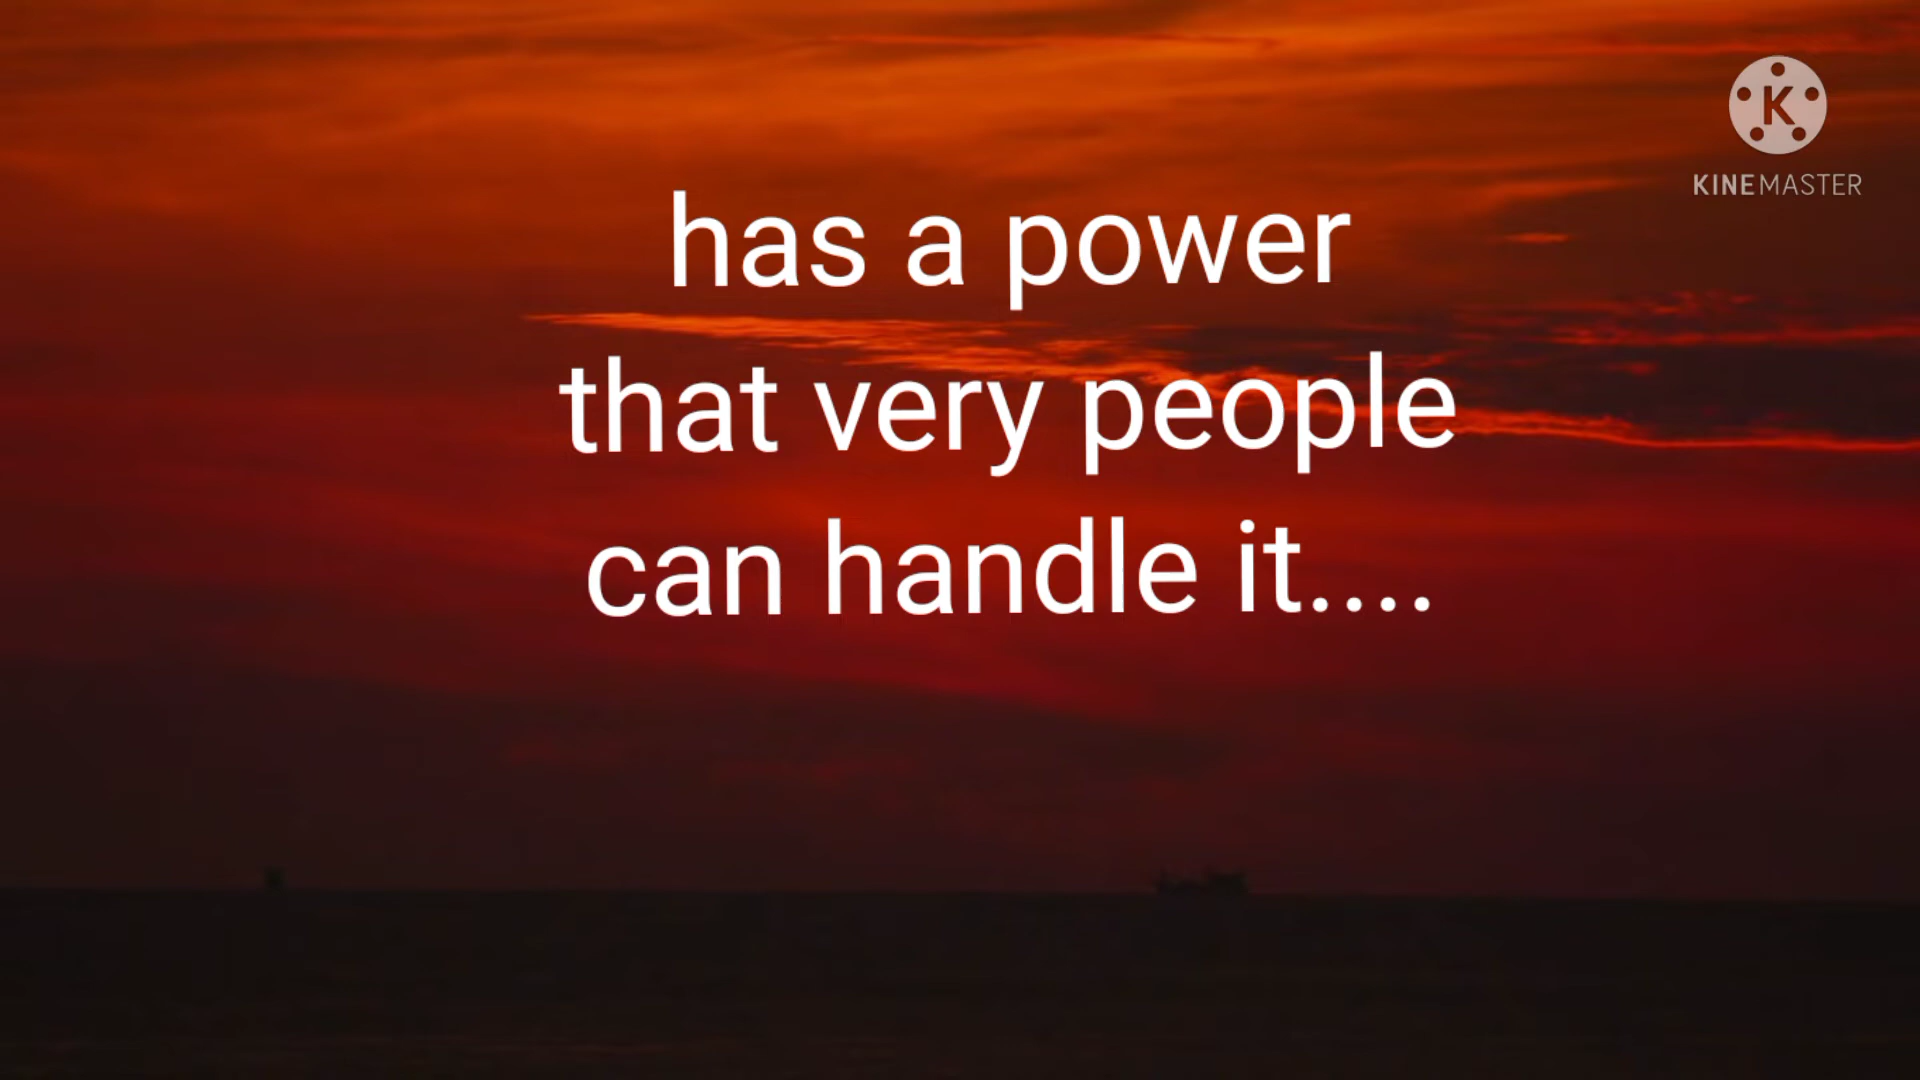 has a power
that very people
can handle it....
K
KINEMASTER